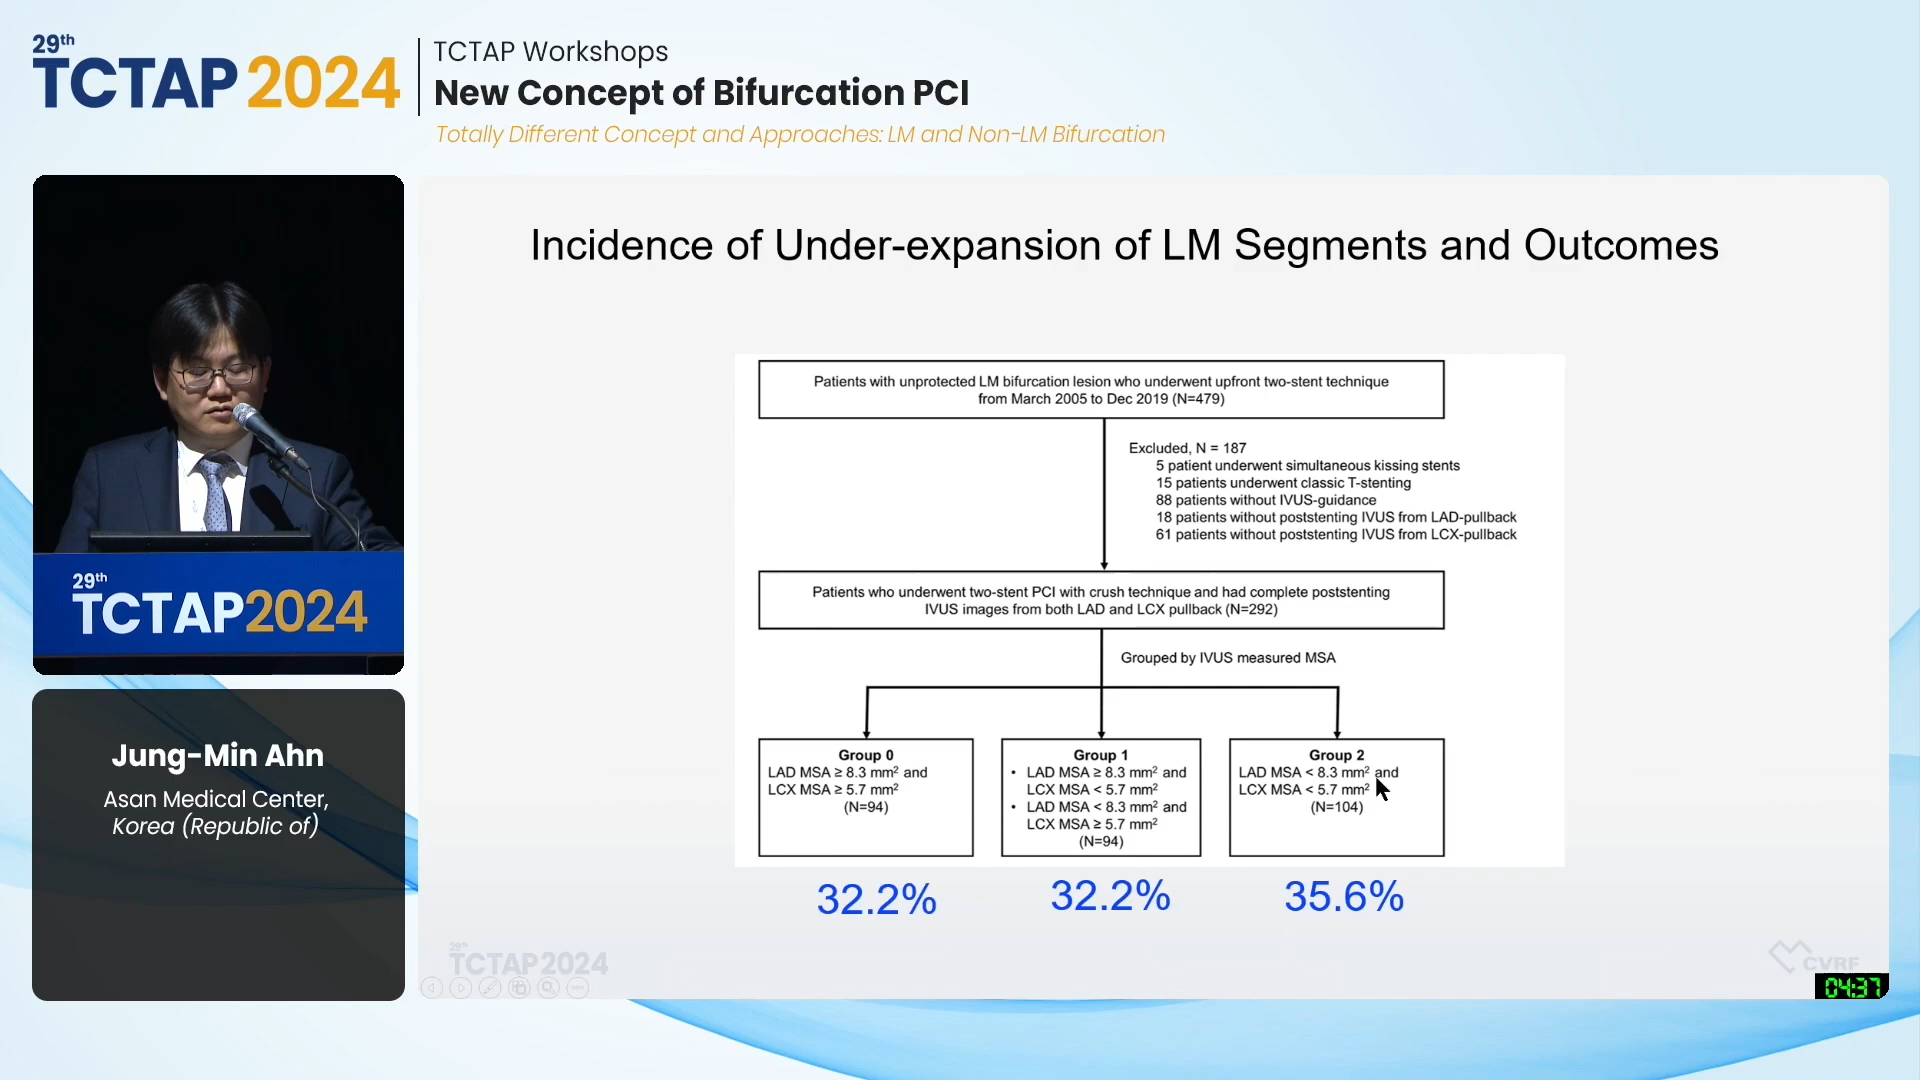 29th
TCTAP 2024
TCTAP Workshops
New Concept of Bifurcation PCI
Totally Different Concept and Approaches: LM and Non-LM Bifurcation
29th
TCTAP2024
Jung-Min Ahn
Asan Medical Center,
Korea (Republic of)
Incidence of Under-expansion of LM Segments and Outcomes
Patients with unprotected LM bifurcation lesion who underwent upfront two-stent technique
from March 2005 to Dec 2019 (N=479)
Excluded, N = 187
5 patient underwent simultaneous kissing stents
15 patients underwent classic T-stenting
88 patients without IVUS-guidance
18 patients without poststenting IVUS from LAD-pullback
61 patients without poststenting IVUS from LCX-pullback
Patients who underwent two-stent PCI with crush technique and had complete poststenting
IVUS images from both LAD and LCX pullback (N=292)
Grouped by IVUS measured MSA
Group 0
LAD MSA ≥ 8.3 mm² and
LCX MSA ≥ 5.7 mm²
(N=94)
Group 1
• LAD MSA ≥ 8.3 mm² and
LCX MSA < 5.7 mm²
• LAD MSA < 8.3 mm² and
LCX MSA ≥ 5.7 mm²
(N=94)
Group 2
LAD MSA < 8.3 mm² and
LCX MSA < 5.7 mm²
(N=104)
32.2%
32.2%
35.6%
29th
TCTAP2024
CVRF
04:37